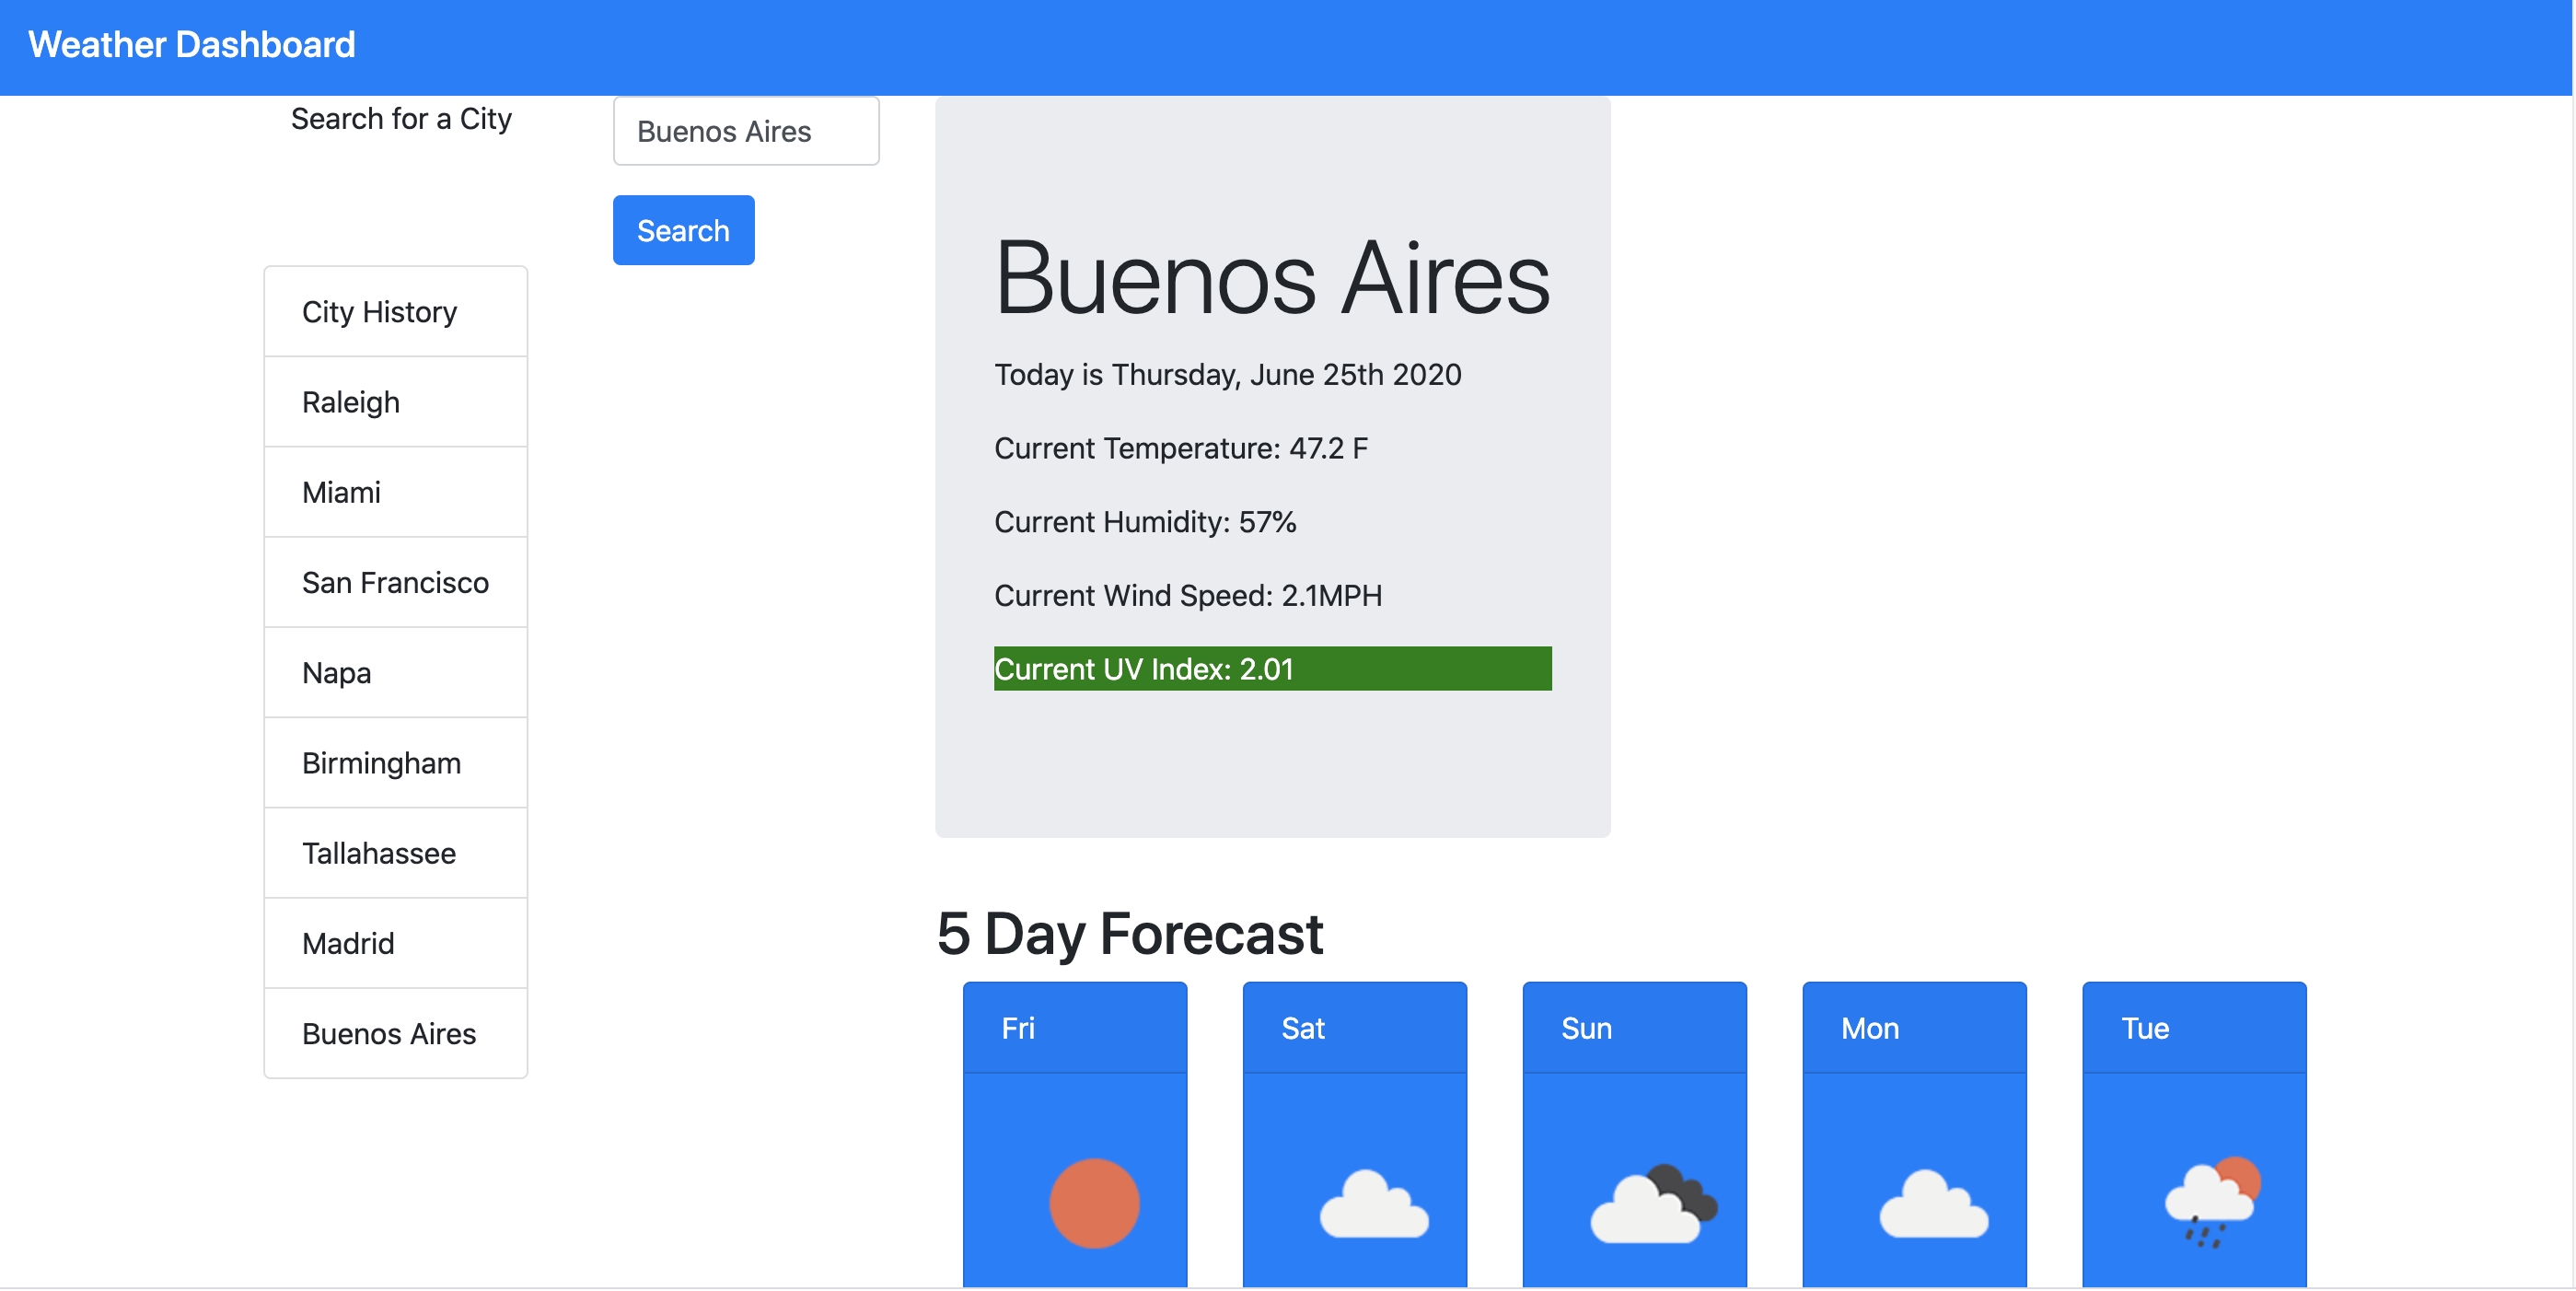 Weather Dashboard
Search for a City
Buenos Aires
Search
City History
Raleigh
Miami
San Francisco
Napa
Birmingham
Tallahassee
Madrid
Buenos Aires
Buenos Aires
Today is Thursday, June 25th 2020
Current Temperature: 47.2 F
Current Humidity: 57%
Current Wind Speed: 2.1MPH
Current UV Index: 2.01
5 Day Forecast
Fri
Sat
Sun
Mon
Tue